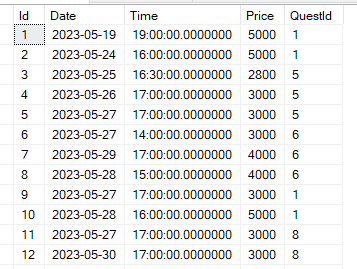 Id Date Time Price QuestId
1 2023-05-19 19:00:00.0000000 5000 1
2 2023-05-24 16:00:00.0000000 5000 1
3 2023-05-25 16:30:00.0000000 2800 5
4 2023-05-26 17:00:00.0000000 3000 5
5 2023-05-27 17:00:00.0000000 3000 5
6 2023-05-27 14:00:00.0000000 3000 6
7 2023-05-29 17:00:00.0000000 4000 6
8 2023-05-28 15:00:00.0000000 4000 6
9 2023-05-27 17:00:00.0000000 3000 1
10 2023-05-28 16:00:00.0000000 5000 1
11 2023-05-27 17:00:00.0000000 3000 8
12 2023-05-30 17:00:00.0000000 3000 8